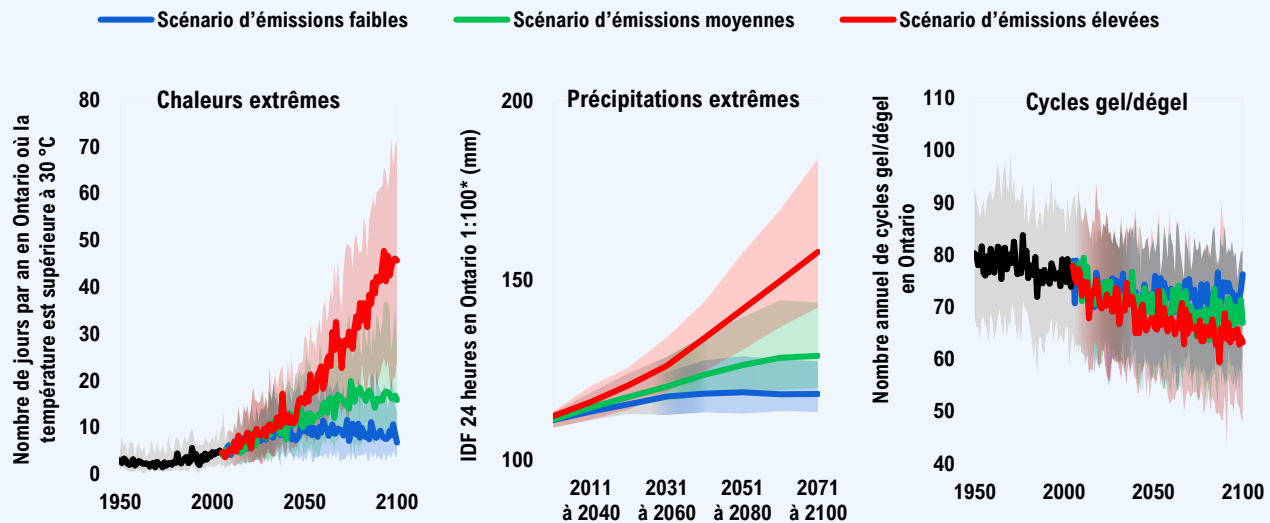 Scénario d'émissions faibles
Scénario d'émissions moyennes
Scénario d'émissions élevées
Chaleurs extrêmes
Nombre de jours par an en Ontario où la
température est supérieure à 30 °C
80
70
60
50
40
30
20
10
0
1950
2000
2050
2100
Précipitations extrêmes
IDF 24 heures en Ontario 1:100* (mm)
200
150
100
2011
à 2040
2031
à 2060
2051
à 2080
2071
à 2100
Cycles gel/dégel
Nombre annuel de cycles gel/dégel
en Ontario
110
100
90
80
70
60
50
40
1950
2000
2050
2100